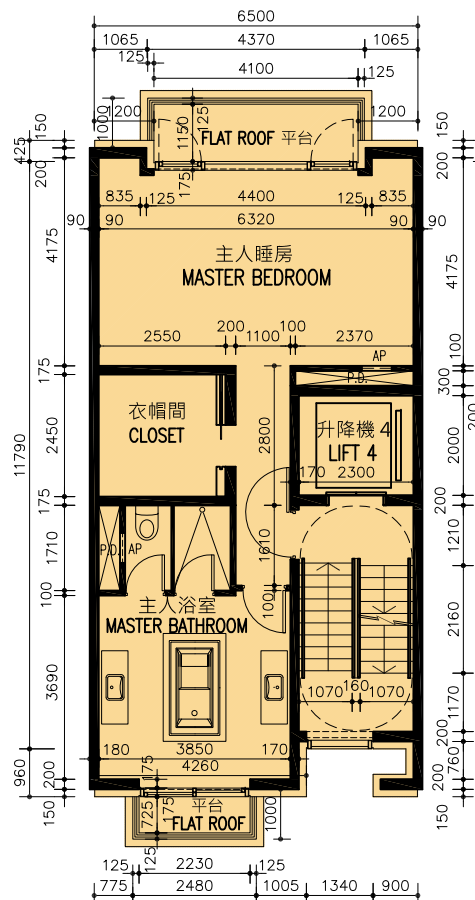 6500
1065 4370 1065
125 4100 125
1200 1200
1000 1150 125
FLAT ROOF 平台
425 150 200 150 200
175
835 125 4400 125 835
90 90 6320 90 90
4175 4175
主人睡房
MASTER BEDROOM
2550 200 1100 100 2370
AP
P.D.
175 100 300
衣帽間
CLOSET
2450 2800
升降機 4
LIFT 4
170 2300
2000 200
11790
175 200
1710 1610 1210
P.D. AP
100 100
主人浴室
MASTER BATHROOM
2160
3690
1070 160 1070
1170
180 3850 170
4260
200 760
960 200 175 200
150 725 175 1000 150
平台
FLAT ROOF
125
125 2230 125
775 2480 1005 1340 900